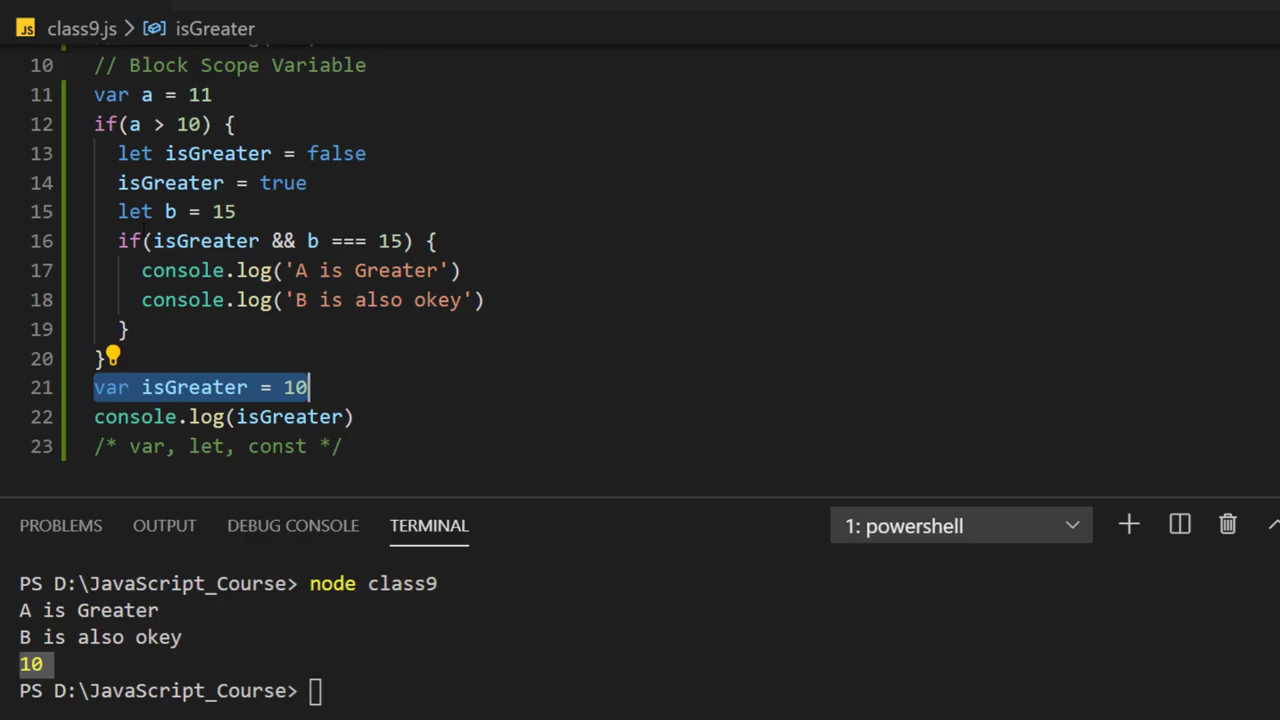 JS class9.js > isGreater
10 // Block Scope Variable
11 var a = 11
12 if(a > 10) {
13 let isGreater = false
14 isGreater = true
15 let b = 15
16 if(isGreater && b === 15) {
17 console.log('A is Greater')
18 console.log('B is also okey')
19 }
20 }
21 var isGreater = 10
22 console.log(isGreater)
23 /* var, let, const */
PROBLEMS OUTPUT DEBUG CONSOLE TERMINAL 1: powershell
PS D:\JavaScript_Course> node class9
A is Greater
B is also okey
10
PS D:\JavaScript_Course>